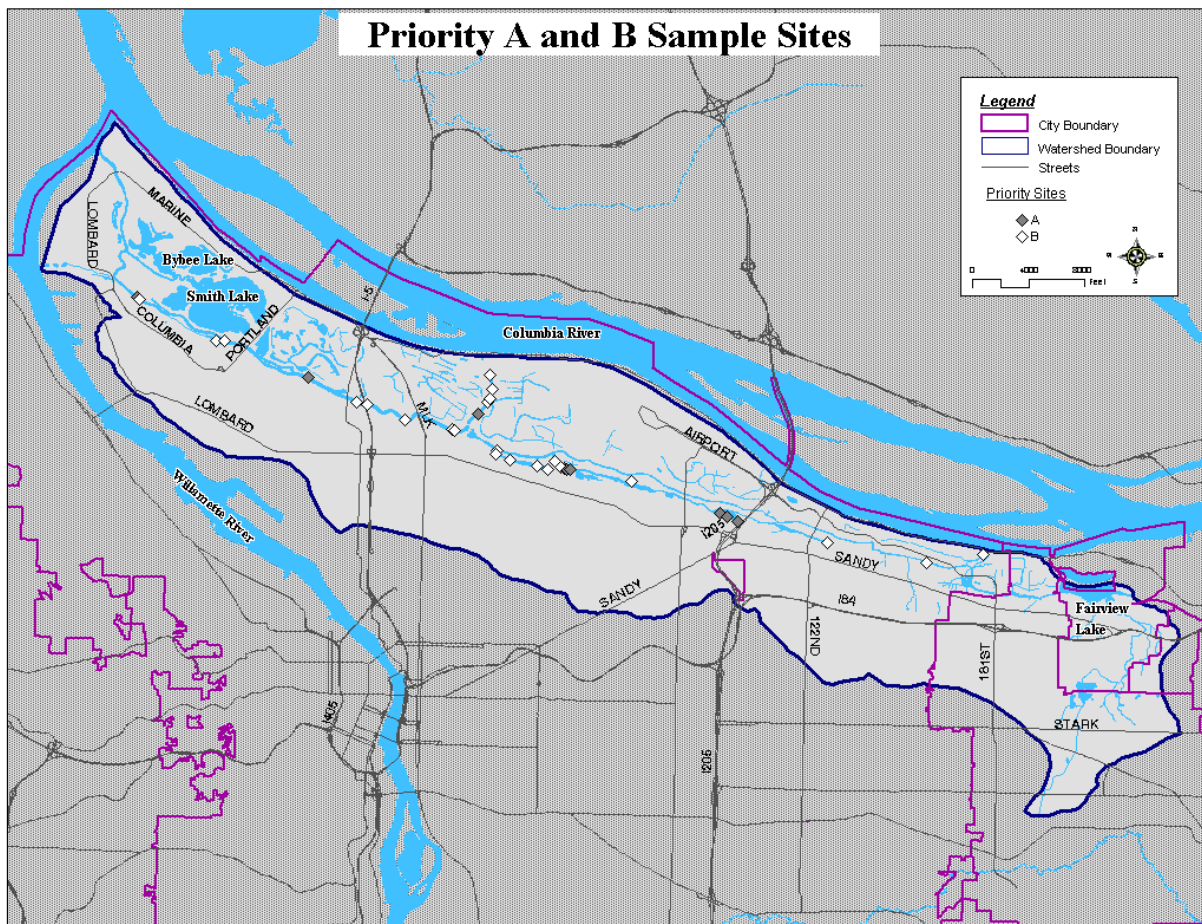 Priority A and B Sample Sites
Legend
City Boundary
Watershed Boundary
Streets
Priority Sites
A
B
Feet
MARINE
LOMBARD
Bybee Lake
Smith Lake
COLUMBIA
PORTLAND
I-5
Columbia River
MLK
LOMBARD
AIRPORT
Willamette River
I205
SANDY
SANDY
I84
Fairview
Lake
122ND
181ST
STARK
I405
I205